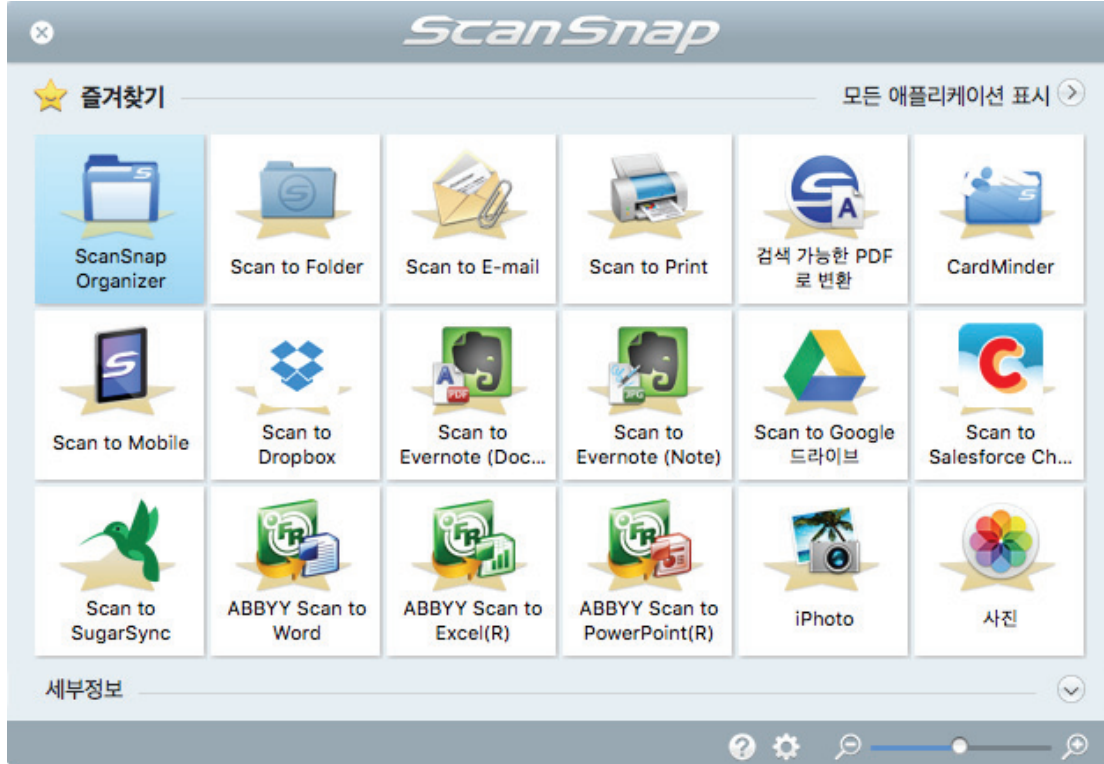 ScanSnap
즐겨찾기
모든 애플리케이션 표시
ScanSnap
Organizer
Scan to Folder
Scan to E-mail
Scan to Print
검색 가능한 PDF
로 변환
CardMinder
Scan to Mobile
Scan to
Dropbox
Scan to
Evernote (Doc...
Scan to
Evernote (Note)
Scan to Google
드라이브
Scan to
Salesforce Ch...
Scan to
SugarSync
ABBYY Scan to
Word
ABBYY Scan to
Excel(R)
ABBYY Scan to
PowerPoint(R)
iPhoto
사진
세부정보